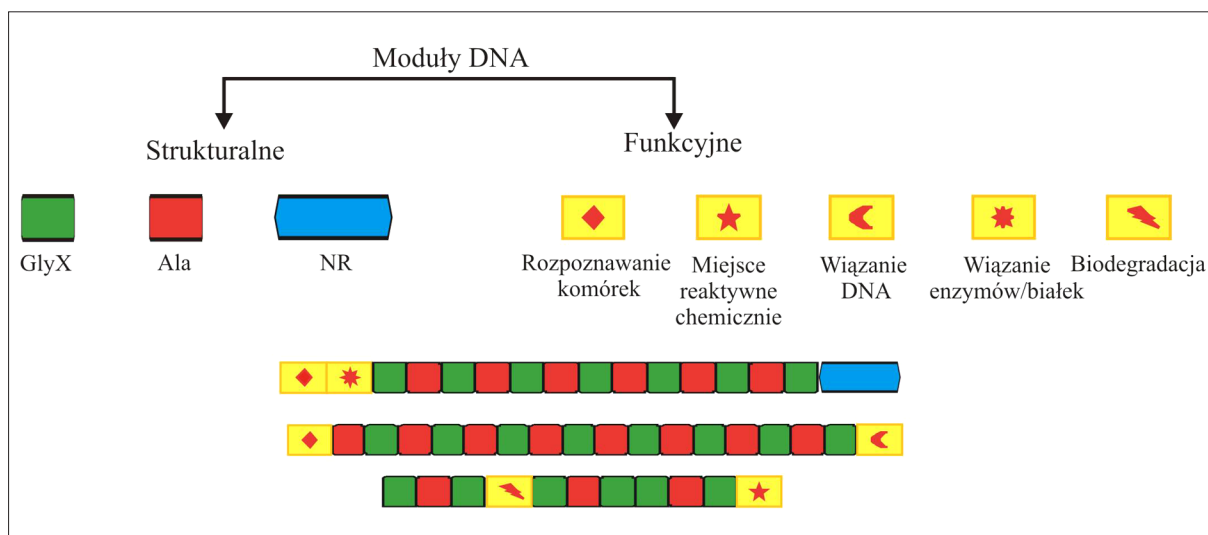 Moduły DNA
Strukturalne
Funkcyjne
GlyX
Ala
NR
Rozpoznawanie
komórek
Miejsce
reaktywne
chemicznie
Wiązanie
DNA
Wiązanie
enzymów/białek
Biodegradacja